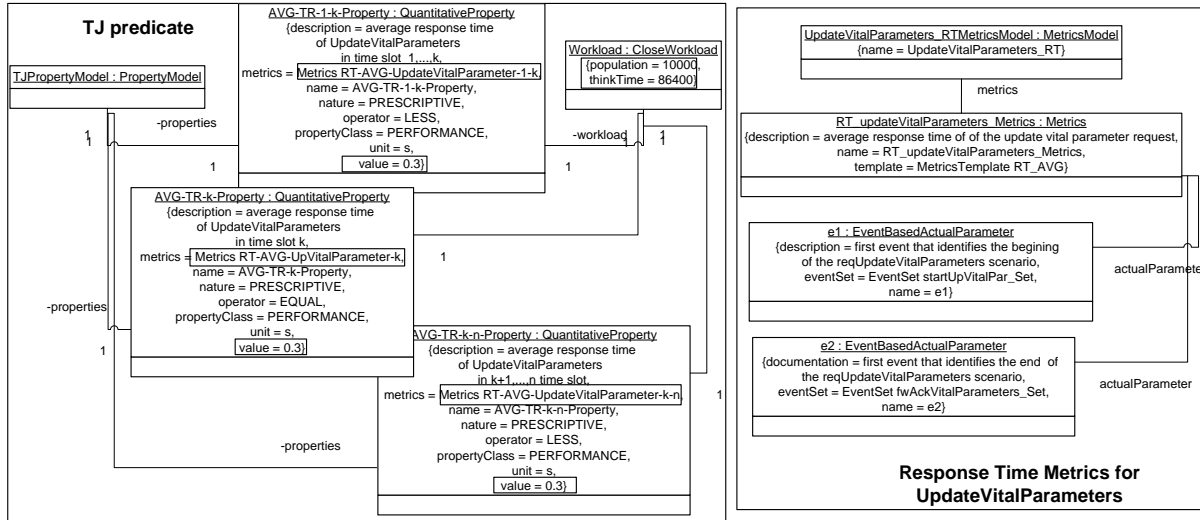 TJ predicate
TJPropertyModel : PropertyModel
AVG-TR-1-k-Property : QuantitativeProperty
{description = average response time
of UpdateVitalParameters
in time slot 1,...,k,
metrics = Metrics RT-AVG-UpdateVitalParameter-1-k,
name = AVG-TR-1-k-Property,
nature = PRESCRIPTIVE,
operator = LESS,
propertyClass = PERFORMANCE,
unit = s,
value = 0.3}
Workload : CloseWorkload
{population = 10000,
thinkTime = 86400}
-properties
-workload
1
1
1
1
1
1
1
1
AVG-TR-k-Property : QuantitativeProperty
{description = average response time
of UpdateVitalParameters
in time slot k,
metrics = Metrics RT-AVG-UpVitalParameter-k,
name = AVG-TR-k-Property,
nature = PRESCRIPTIVE,
operator = EQUAL,
propertyClass = PERFORMANCE,
unit = s,
value = 0.3}
1
-properties
1
AVG-TR-k-n-Property : QuantitativeProperty
{description = average response time
of UpdateVitalParameters
in k+1,...,n time slot,
metrics = Metrics RT-AVG-UpdateVitalParameter-k-n,
name = AVG-TR-k-n-Property,
nature = PRESCRIPTIVE,
operator = LESS,
propertyClass = PERFORMANCE,
unit = s,
value = 0.3}
1
-properties
1
UpdateVitalParameters_RTMetricsModel : MetricsModel
{name = UpdateVitalParameters_RT}
metrics
RT_updateVitalParameters_Metrics : Metrics
{description = average response time of of the update vital parameter request,
name = RT_updateVitalParameters_Metrics,
template = MetricsTemplate RT_AVG}
e1 : EventBasedActualParameter
{description = first event that identifies the begining
of the reqUpdateVitalParameters scenario,
eventSet = EventSet startUpVitalPar_Set,
name = e1}
actualParameter
e2 : EventBasedActualParameter
{documentation = first event that identifies the end of
the reqUpdateVitalParameters scenario,
eventSet = EventSet fwAckVitalParameters_Set,
name = e2}
actualParameter
Response Time Metrics for
UpdateVitalParameters